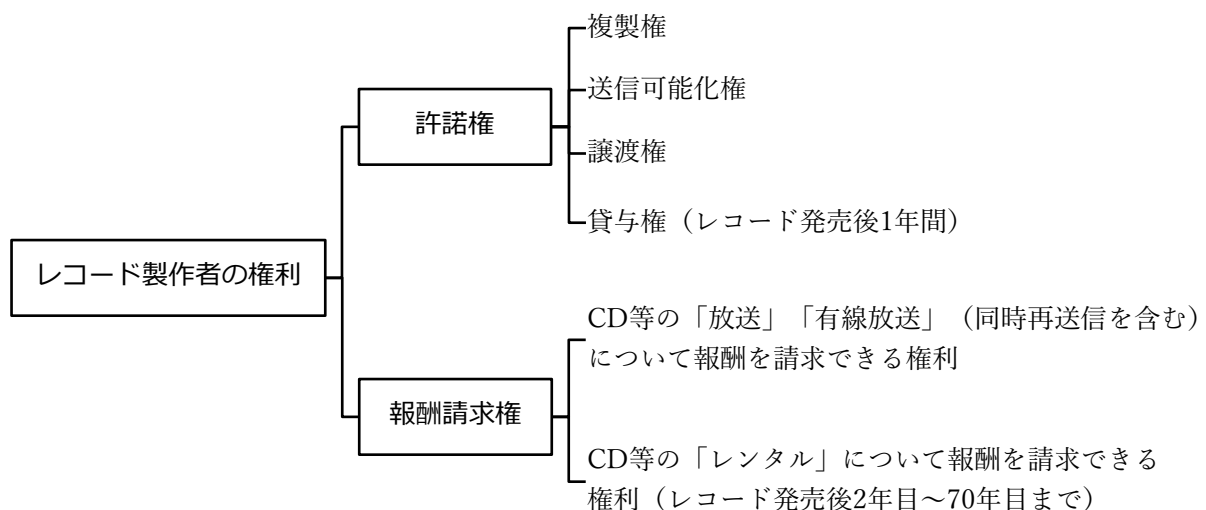 レコード製作者の権利
許諾権
複製権
送信可能化権
譲渡権
貸与権（レコード発売後1年間）
報酬請求権
CD等の「放送」「有線放送」（同時再送信を含む）
について報酬を請求できる権利
CD等の「レンタル」について報酬を請求できる
権利（レコード発売後2年目～70年目まで）